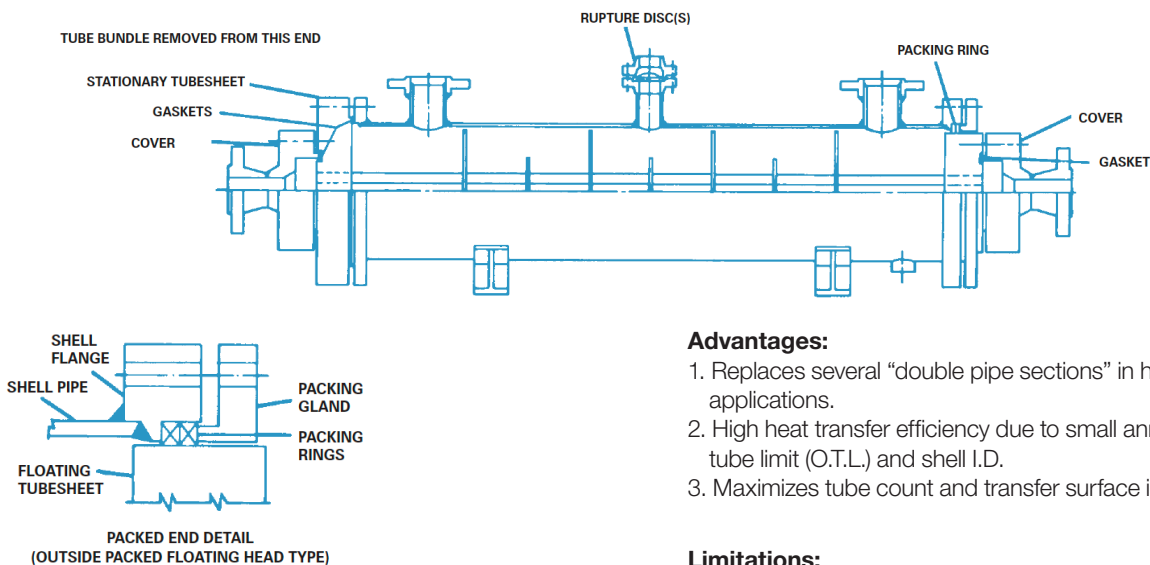 RUPTURE DISC(S)
TUBE BUNDLE REMOVED FROM THIS END
PACKING RING
STATIONARY TUBESHEET
GASKETS
COVER
COVER
GASKET
SHELL
FLANGE
SHELL PIPE
PACKING
GLAND
PACKING
RINGS
FLOATING
TUBESHEET
PACKED END DETAIL
(OUTSIDE PACKED FLOATING HEAD TYPE)
Advantages:
1. Replaces several “double pipe sections” in h
applications.
2. High heat transfer efficiency due to small ann
tube limit (O.T.L.) and shell I.D.
3. Maximizes tube count and transfer surface i
Limitations: